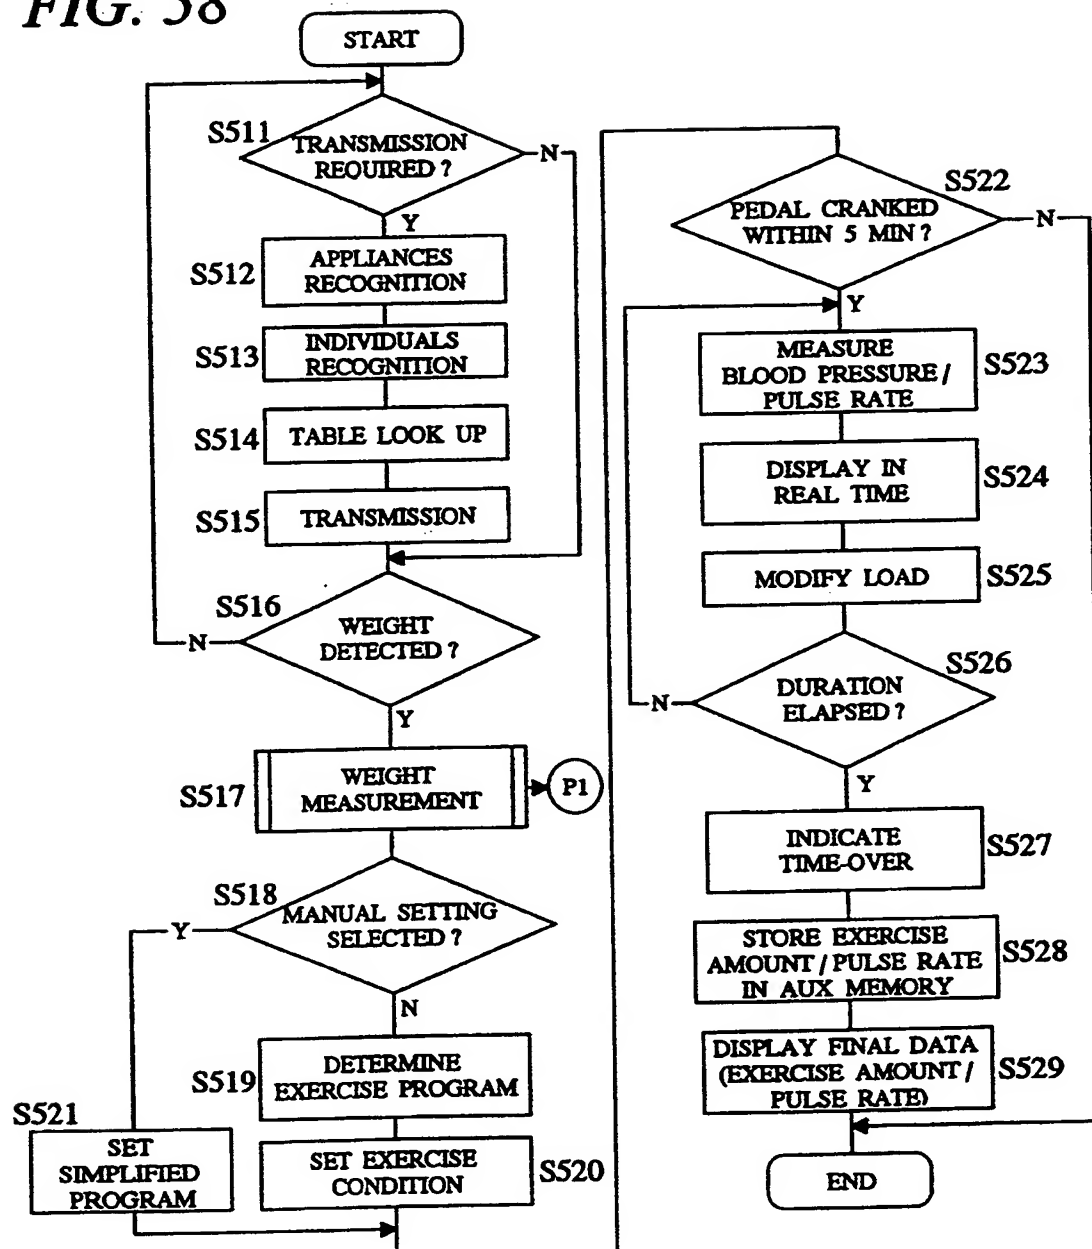 FIG. 58
START
S511
TRANSMISSION
REQUIRED ?
N
Y
S512
APPLIANCES
RECOGNITION
S513
INDIVIDUALS
RECOGNITION
S514
TABLE LOOK UP
S515
TRANSMISSION
S516
WEIGHT
DETECTED ?
N
Y
S517
WEIGHT
MEASUREMENT
P1
S518
MANUAL SETTING
SELECTED ?
Y
N
S519
DETERMINE
EXERCISE PROGRAM
S521
SET
SIMPLIFIED
PROGRAM
SET EXERCISE
CONDITION
S520
S522
PEDAL CRANKED
WITHIN 5 MIN ?
N
Y
MEASURE
BLOOD PRESSURE /
PULSE RATE
S523
DISPLAY IN
REAL TIME
S524
MODIFY LOAD
S525
S526
DURATION
ELAPSED ?
N
Y
INDICATE
TIME-OVER
S527
STORE EXERCISE
AMOUNT / PULSE RATE
IN AUX MEMORY
S528
DISPLAY FINAL DATA
(EXERCISE AMOUNT /
PULSE RATE)
S529
END